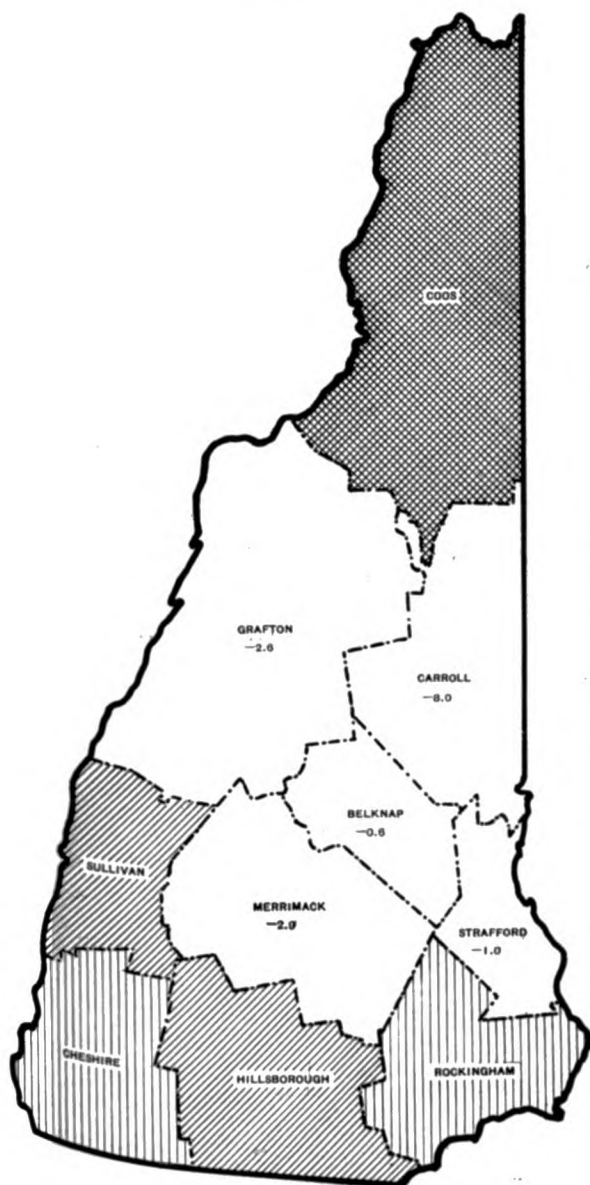 COOS
GRAFTON
—2.6
CARROLL
—8.0
BELKNAP
—0.6
SULLIVAN
MERRIMACK
—2.9
STRAFFORD
—1.0
CHESHIRE
HILLSBOROUGH
ROCKINGHAM